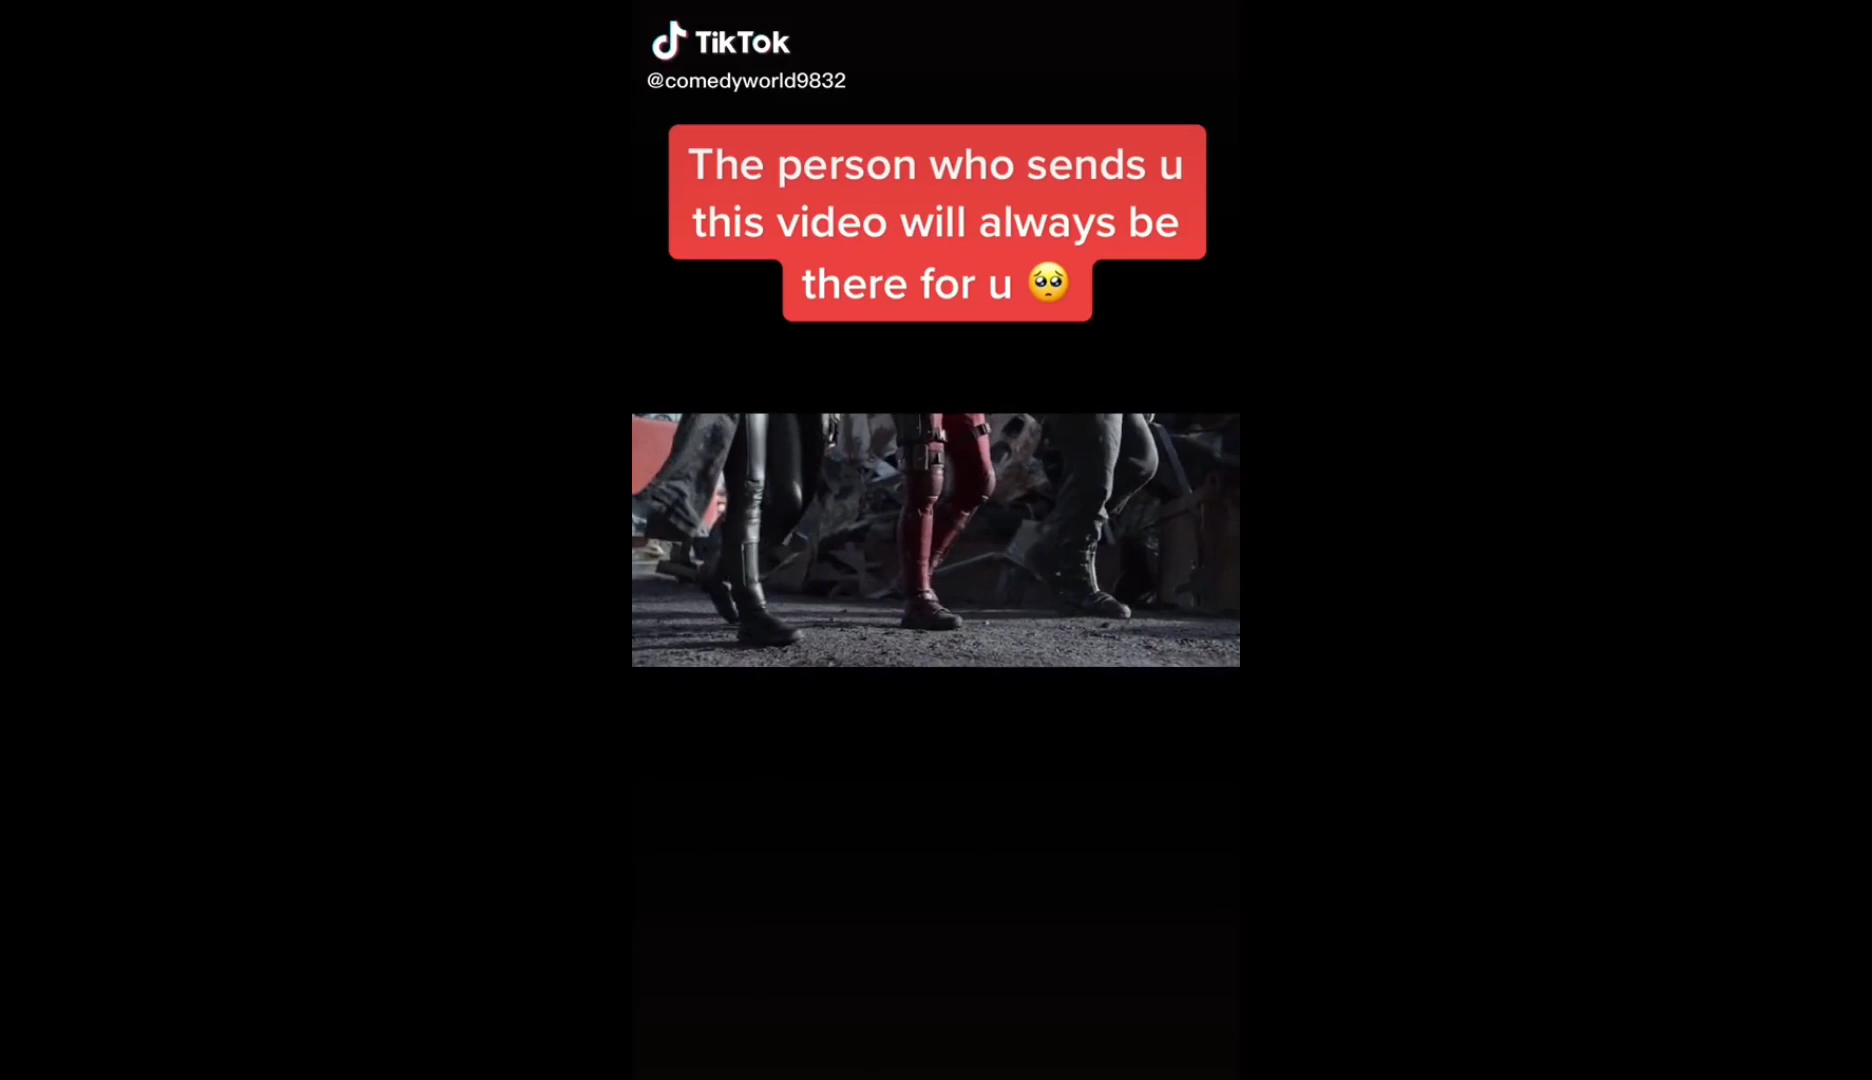 TikTok
@comedyworld9832
The person who sends u
this video will always be
there for u 🥺